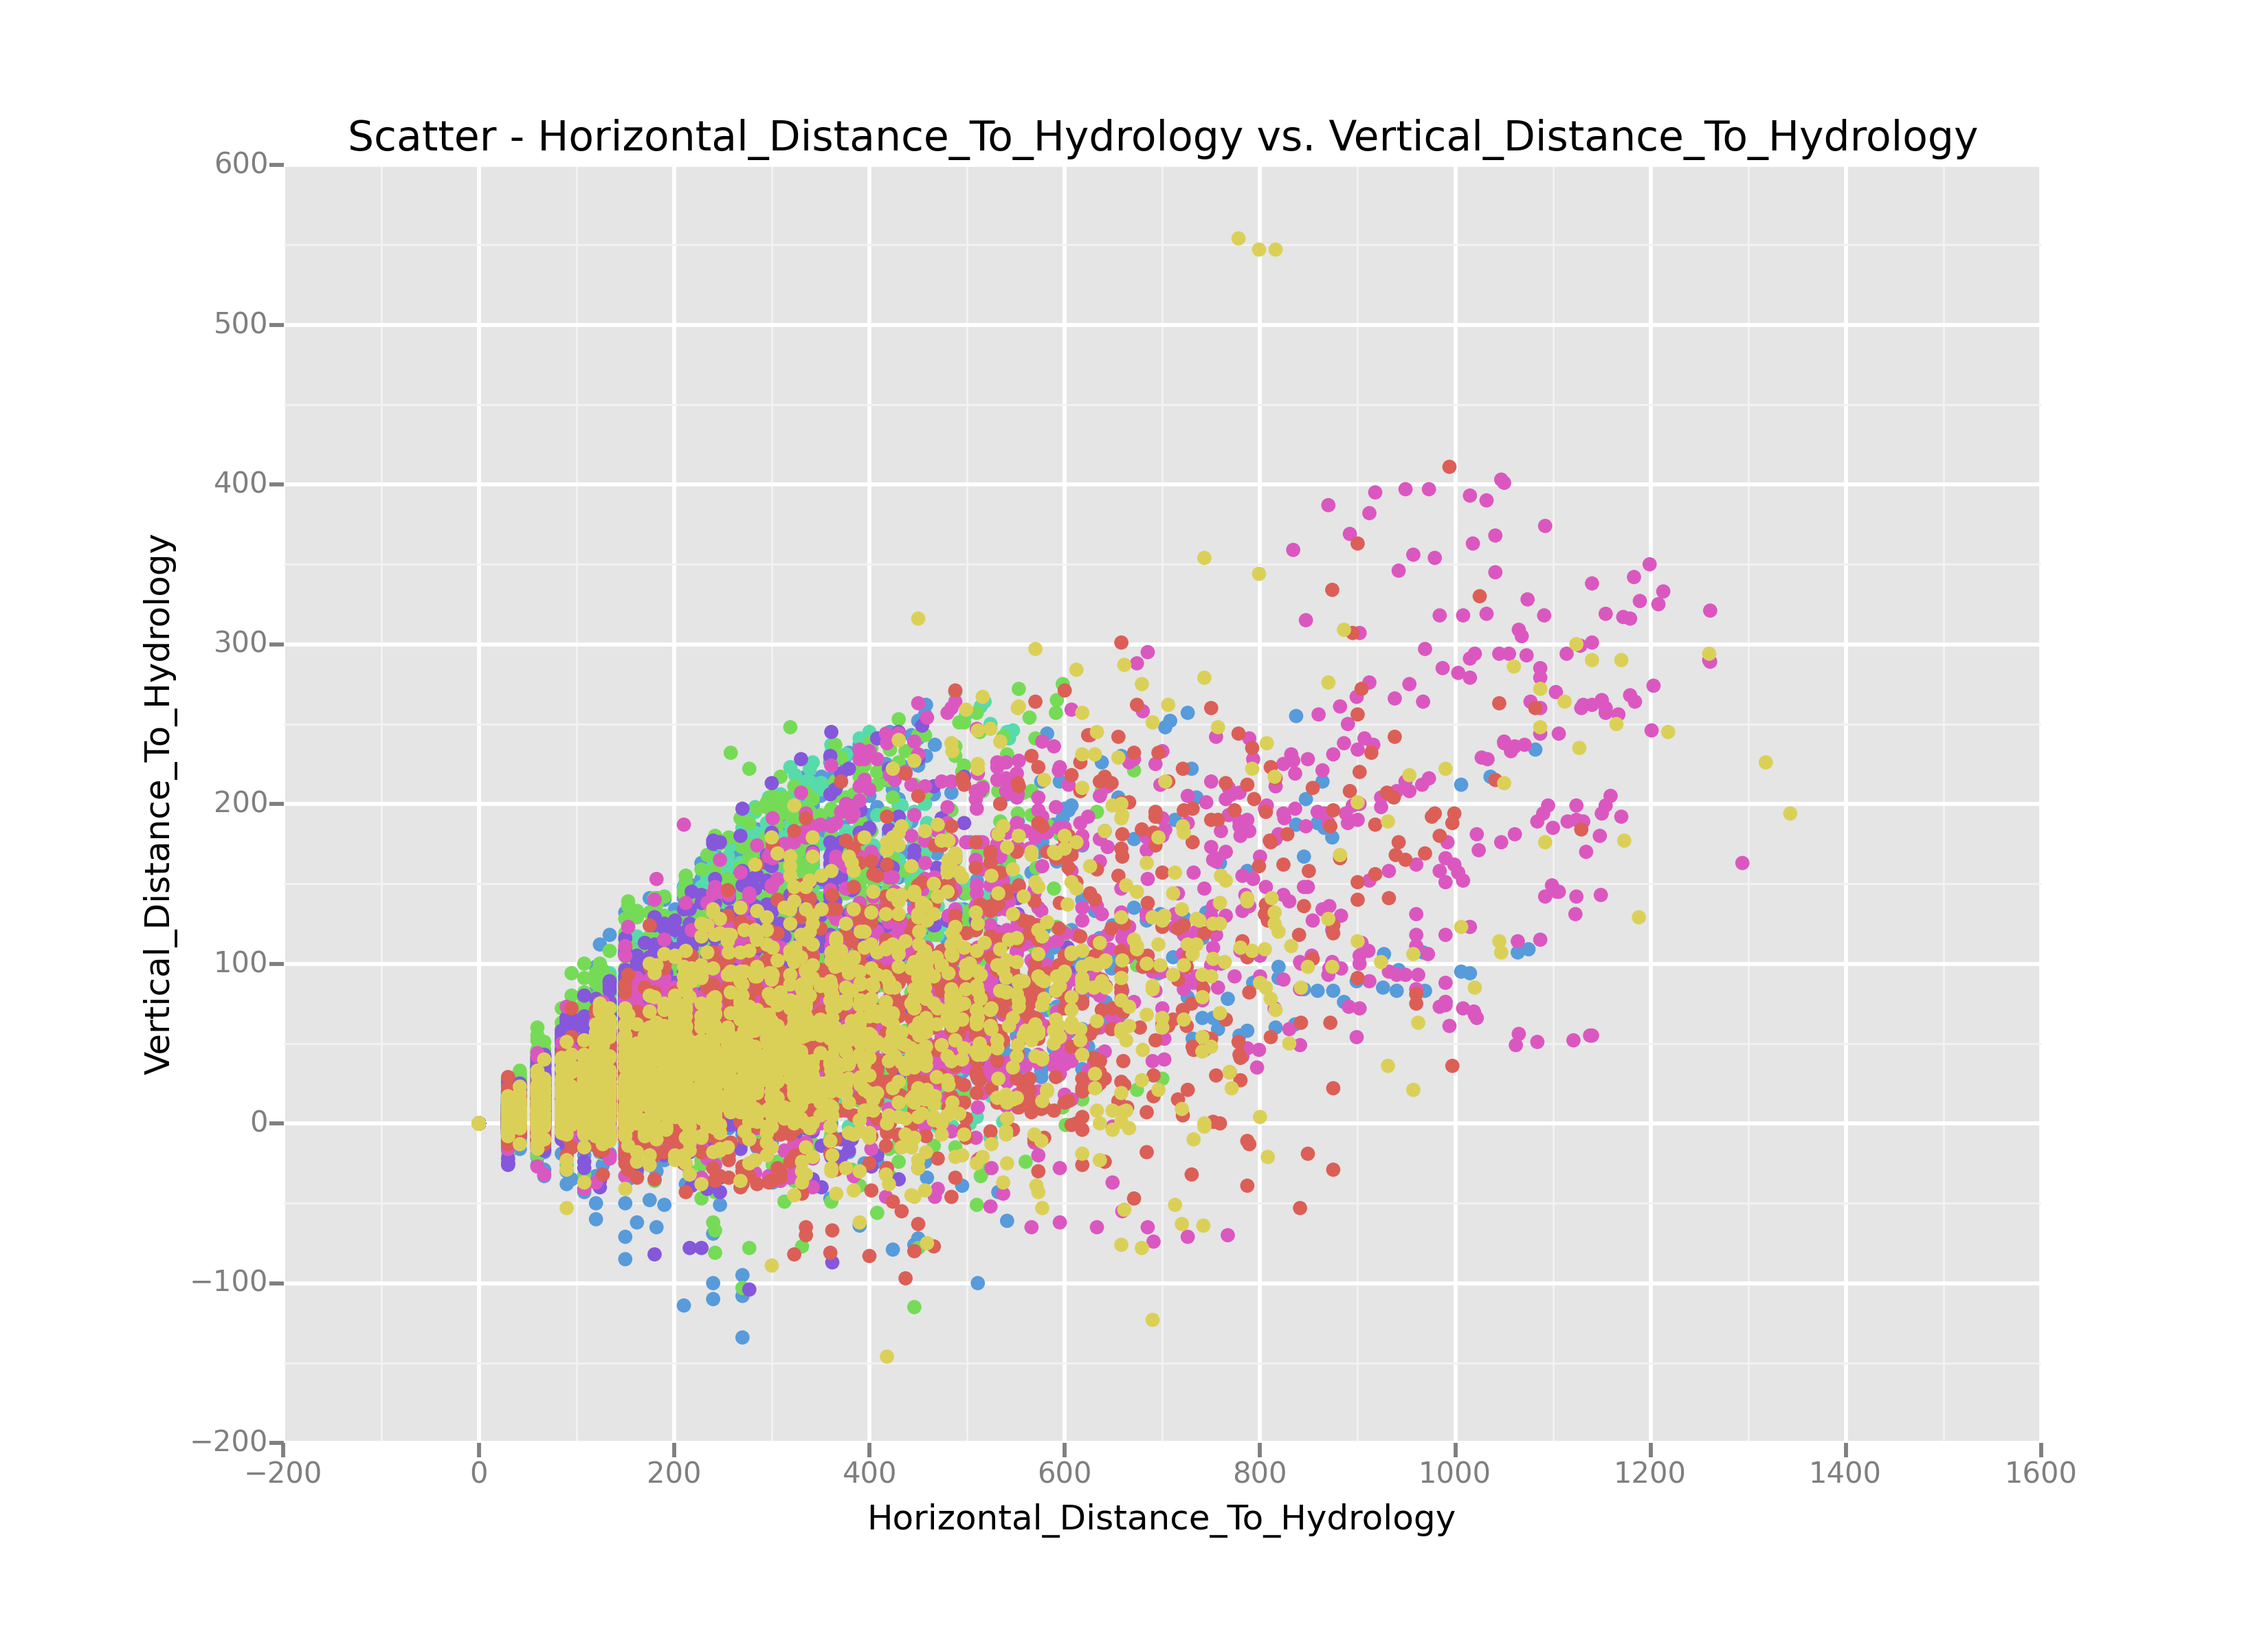 Scatter - Horizontal_Distance_To_Hydrology vs. Vertical_Distance_To_Hydrology
600
500
400
300
200
100
0
−100
−200
Vertical_Distance_To_Hydrology
−200 0 200 400 600 800 1000 1200 1400 1600
Horizontal_Distance_To_Hydrology